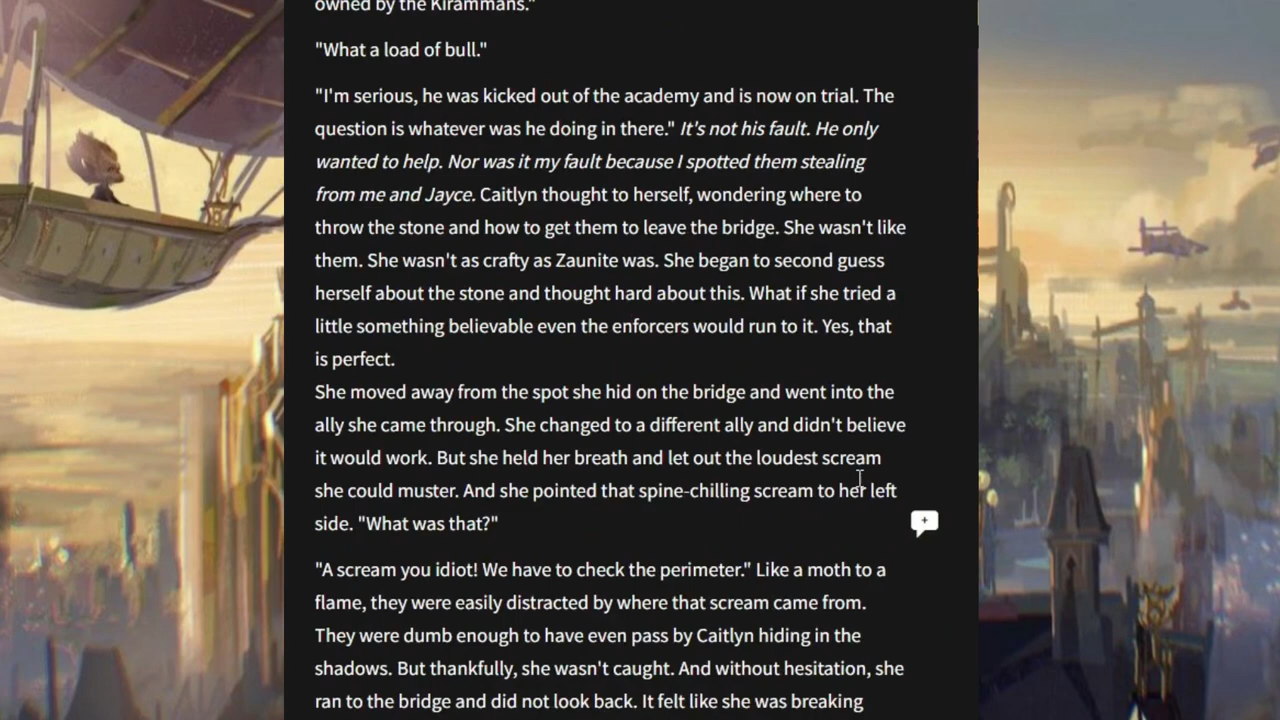 owned by the Kirammans."
"What a load of bull."
"I'm serious, he was kicked out of the academy and is now on trial. The
question is whatever was he doing in there." It's not his fault. He only
wanted to help. Nor was it my fault because I spotted them stealing
from me and Jayce. Caitlyn thought to herself, wondering where to
throw the stone and how to get them to leave the bridge. She wasn't like
them. She wasn't as crafty as Zaunite was. She began to second guess
herself about the stone and thought hard about this. What if she tried a
little something believable even the enforcers would run to it. Yes, that
is perfect.
She moved away from the spot she hid on the bridge and went into the
ally she came through. She changed to a different ally and didn't believe
it would work. But she held her breath and let out the loudest scream
she could muster. And she pointed that spine-chilling scream to her left
side. "What was that?"
"A scream you idiot! We have to check the perimeter." Like a moth to a
flame, they were easily distracted by where that scream came from.
They were dumb enough to have even pass by Caitlyn hiding in the
shadows. But thankfully, she wasn't caught. And without hesitation, she
ran to the bridge and did not look back. It felt like she was breaking